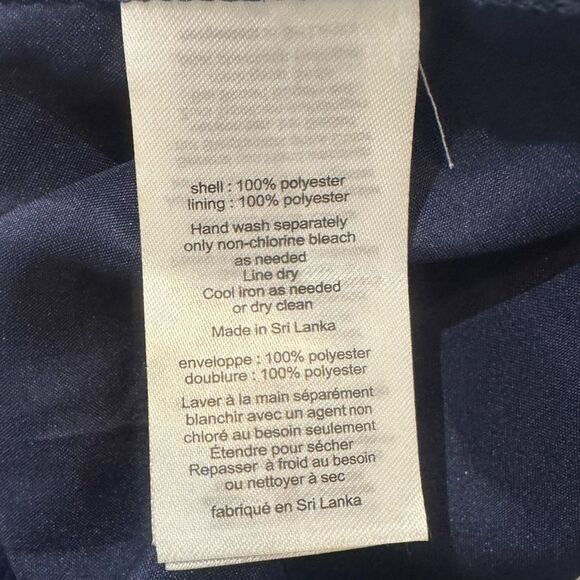 shell : 100% polyester
lining : 100% polyester
Hand wash separately
only non-chlorine bleach
as needed
Line dry
Cool iron as needed
or dry clean
Made in Sri Lanka
enveloppe : 100% polyester
doublure : 100% polyester
Laver à la main séparément
blanchir avec un agent non
chloré au besoin seulement
Étendre pour sécher
Repasser à froid au besoin
ou nettoyer à sec
fabriqué en Sri Lanka